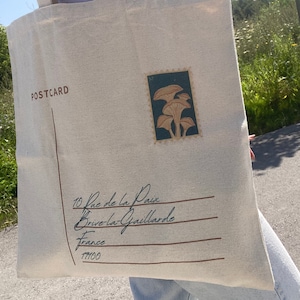 POSTCARD
10 Rue de la Paix
Brive-la-Gaillarde
France
19100